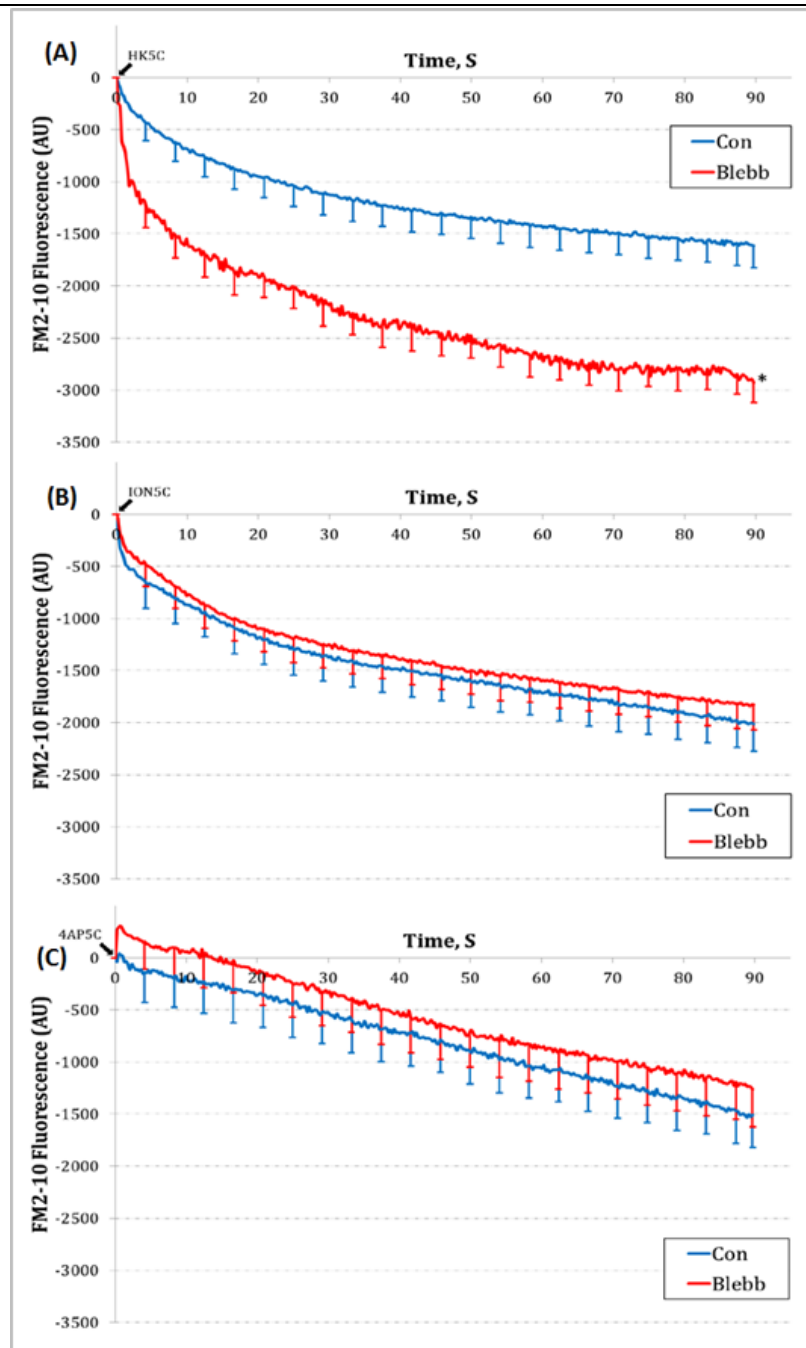 (A)
HK5C
Time, S
0
0 10 20 30 40 50 60 70 80 90
-500
-1000
-1500
-2000
-2500
-3000
-3500
FM2-10 Fluorescence (AU)
Con
Blebb
*
(B)
ION5C
Time, S
0
0 10 20 30 40 50 60 70 80 90
-500
-1000
-1500
-2000
-2500
-3000
-3500
FM2-10 Fluorescence (AU)
Con
Blebb
(C)
4AP5C
Time, S
0
0 10 20 30 40 50 60 70 80 90
-500
-1000
-1500
-2000
-2500
-3000
-3500
FM2-10 Fluorescence (AU)
Con
Blebb